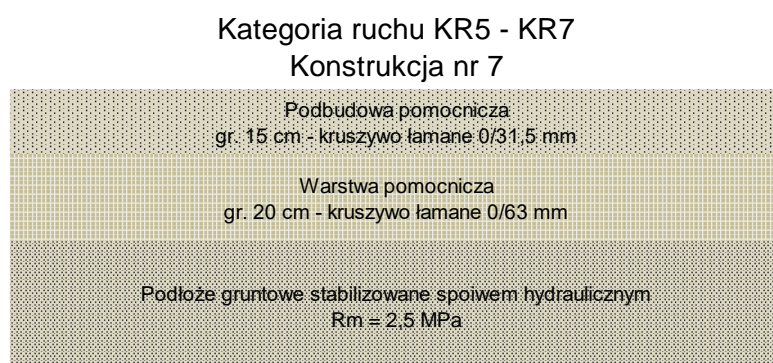 Kategoria ruchu KR5 - KR7
Konstrukcja nr 7
Podbudowa pomocnicza
gr. 15 cm - kruszywo łamane 0/31,5 mm
Warstwa pomocnicza
gr. 20 cm - kruszywo łamane 0/63 mm
Podłoże gruntowe stabilizowane spoiwem hydraulicznym
Rm = 2,5 MPa